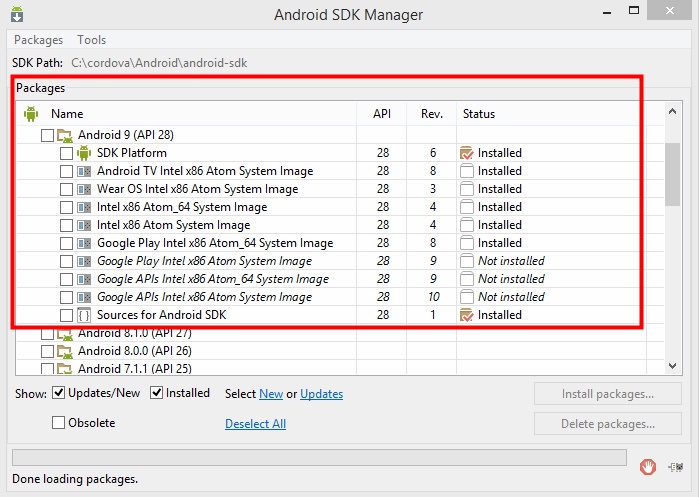 Android SDK Manager
Packages Tools
SDK Path: C:\cordova\Android\android-sdk
Packages
Name API Rev. Status
Android 9 (API 28)
SDK Platform 28 6 Installed
Android TV Intel x86 Atom System Image 28 8 Installed
Wear OS Intel x86 Atom System Image 28 3 Installed
Intel x86 Atom_64 System Image 28 4 Installed
Intel x86 Atom System Image 28 4 Installed
Google Play Intel x86 Atom_64 System Image 28 8 Installed
Google Play Intel x86 Atom System Image 28 9 Not installed
Google APIs Intel x86 Atom_64 System Image 28 9 Not installed
Google APIs Intel x86 Atom System Image 28 10 Not installed
Sources for Android SDK 28 1 Installed
Android 8.1.0 (API 27)
Android 8.0.0 (API 26)
Android 7.1.1 (API 25)
Show: Updates/New Installed Select New or Updates Install packages...
Obsolete Deselect All Delete packages...
Done loading packages.